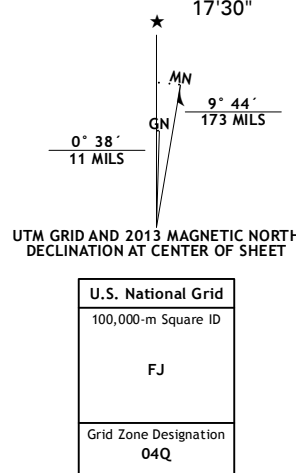 17'30"
MN
GN
9° 44´
173 MILS
0° 38´
11 MILS
UTM GRID AND 2013 MAGNETIC NORTH
DECLINATION AT CENTER OF SHEET
U.S. National Grid
100,000-m Square ID
FJ
Grid Zone Designation
04Q